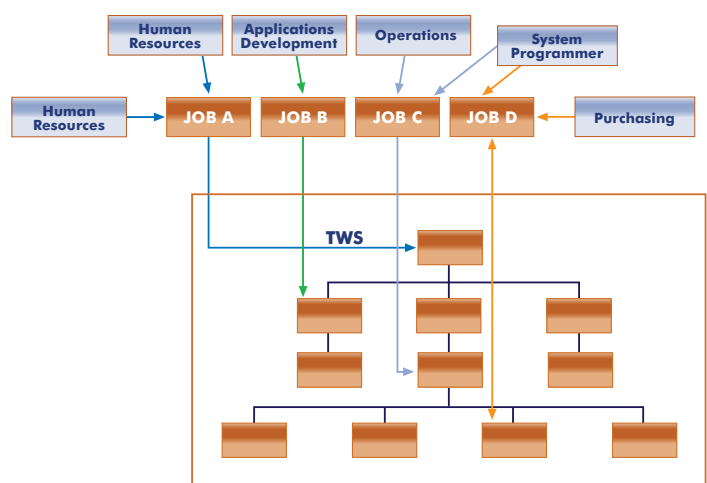 Human
Resources
Applications
Development
Operations
System
Programmer
Human
Resources
JOB A
JOB B
JOB C
JOB D
Purchasing
TWS